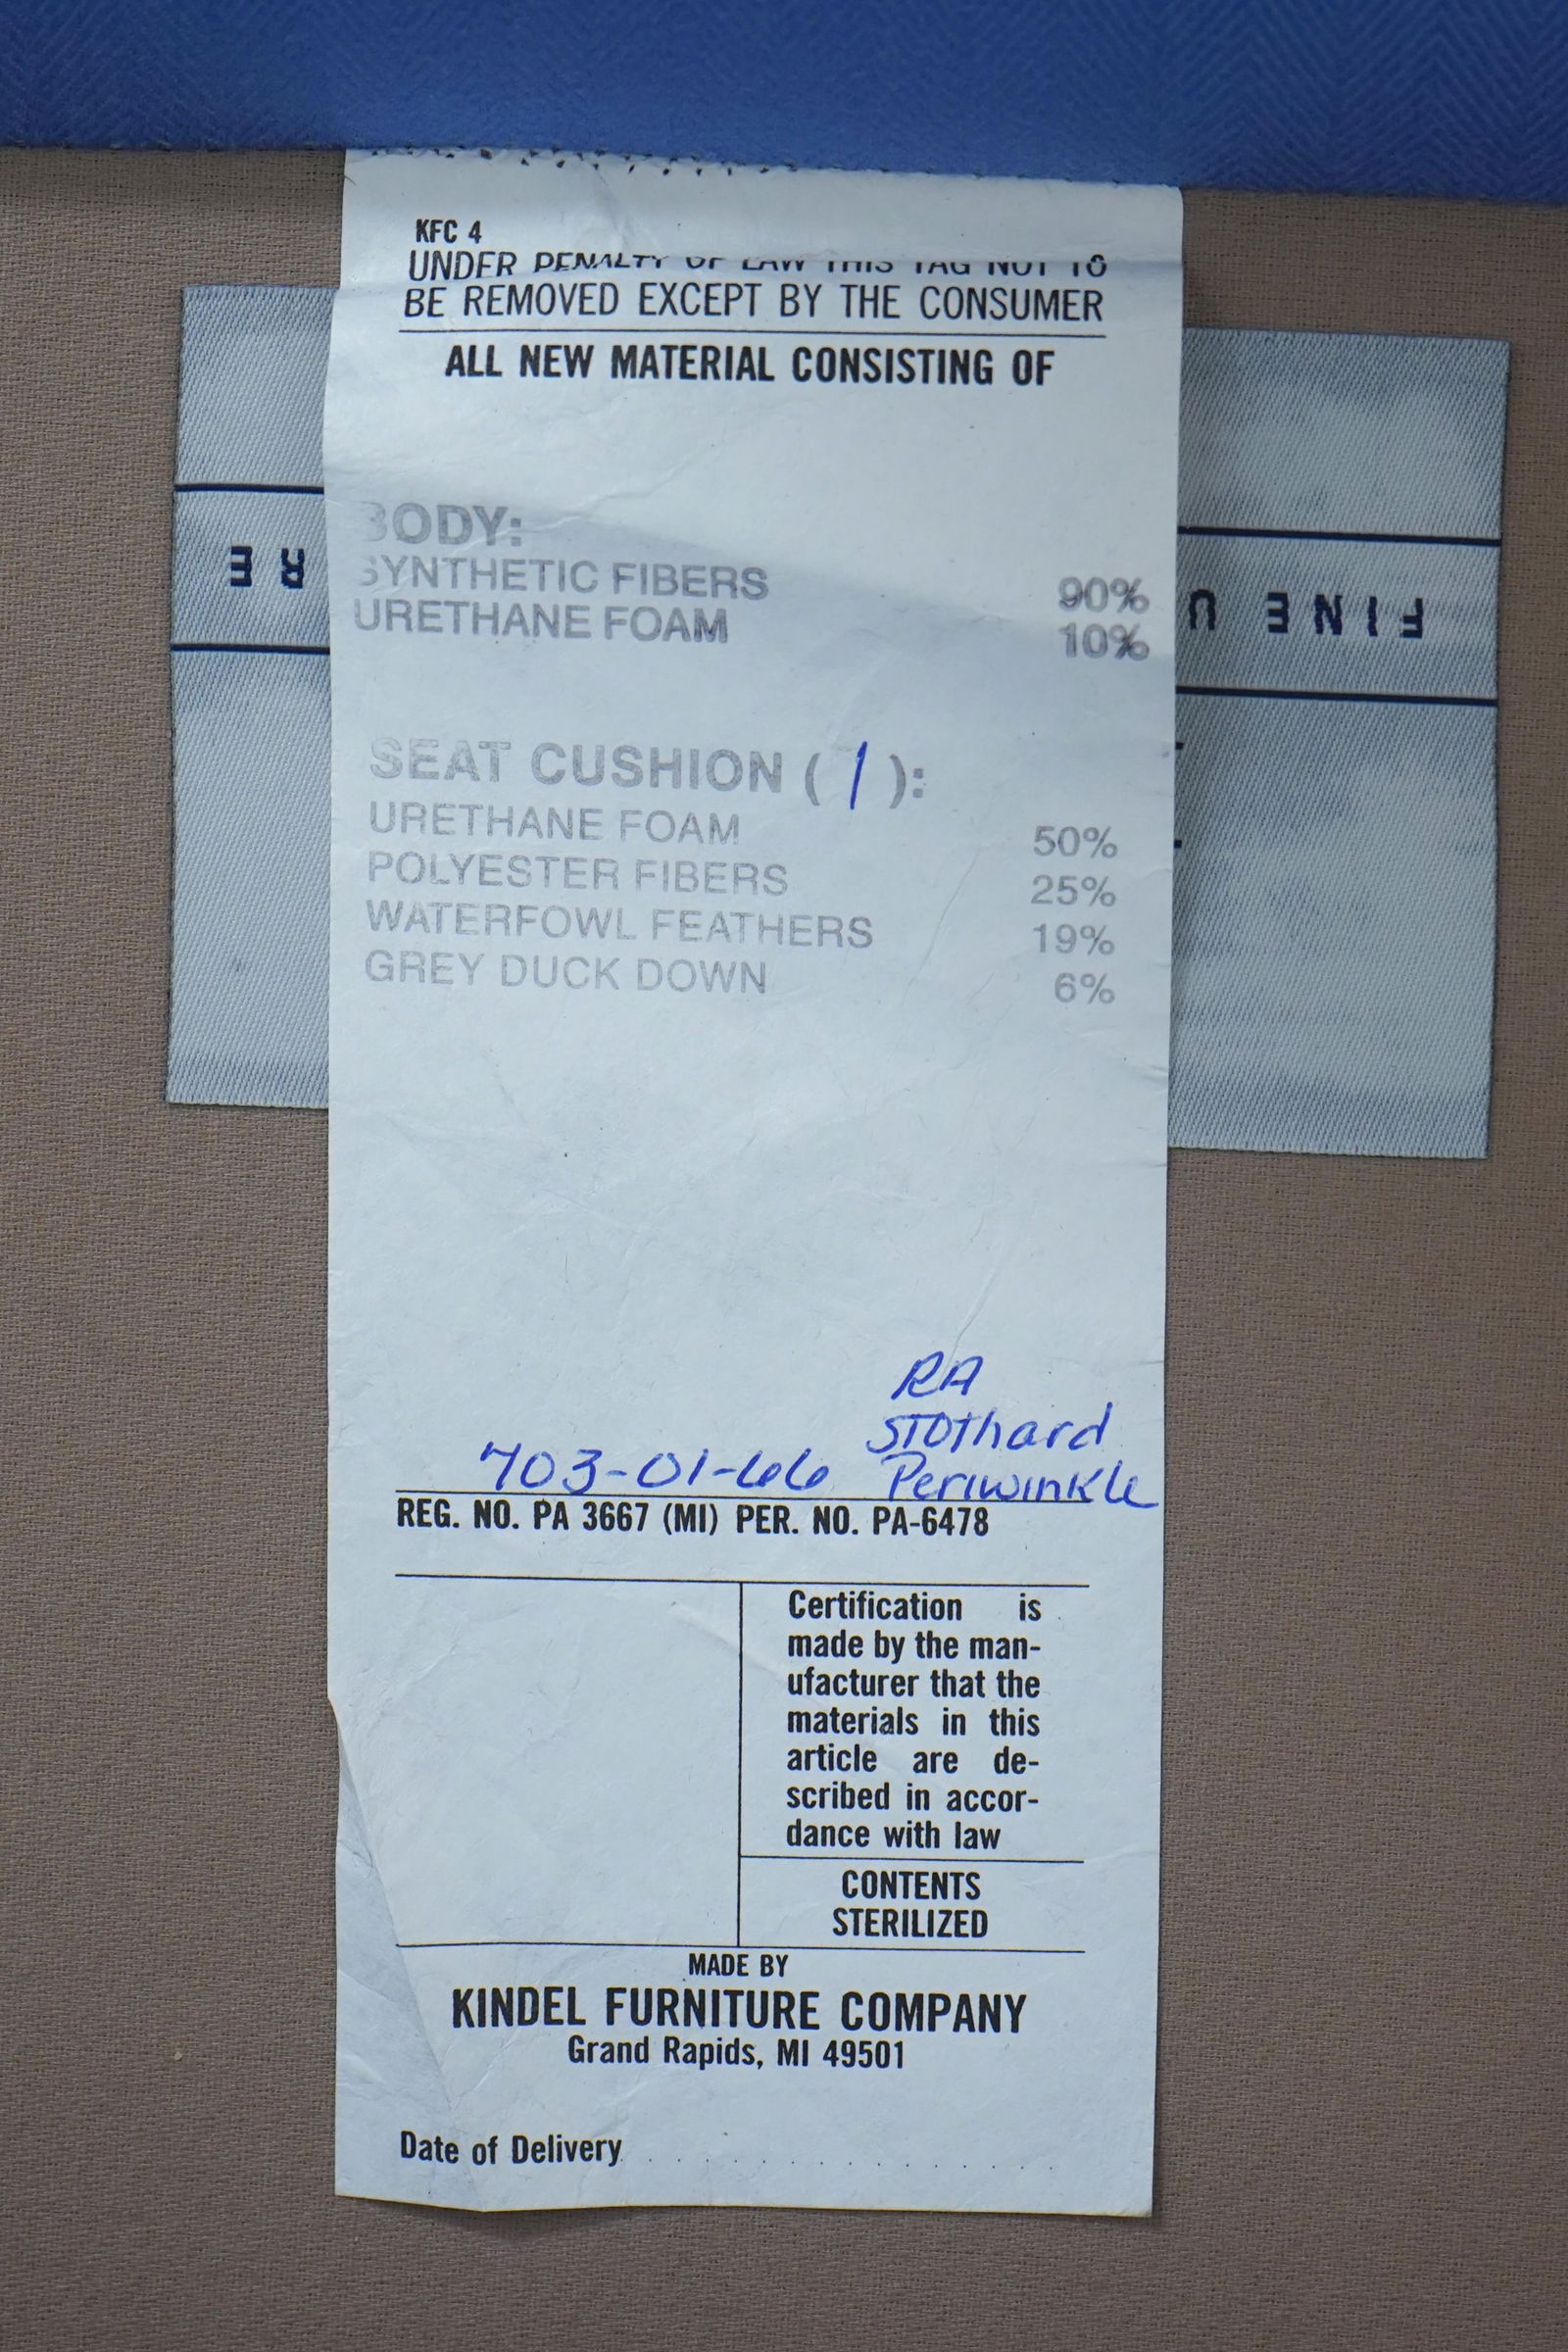 KFC 4
UNDER PENALTY OF LAW THIS TAG NOT TO
BE REMOVED EXCEPT BY THE CONSUMER
ALL NEW MATERIAL CONSISTING OF
BODY:
SYNTHETIC FIBERS 90%
URETHANE FOAM 10%
SEAT CUSHION (1):
URETHANE FOAM 50%
POLYESTER FIBERS 25%
WATERFOWL FEATHERS 19%
GREY DUCK DOWN 6%
RA
Stothard
703-01-66 Periwinkle
REG. NO. PA 3667 (MI) PER. NO. PA-6478
Certification is
made by the man-
ufacturer that the
materials in this
article are de-
scribed in accor-
dance with law
CONTENTS
STERILIZED
MADE BY
KINDEL FURNITURE COMPANY
Grand Rapids, MI 49501
Date of Delivery
FINE U
RE